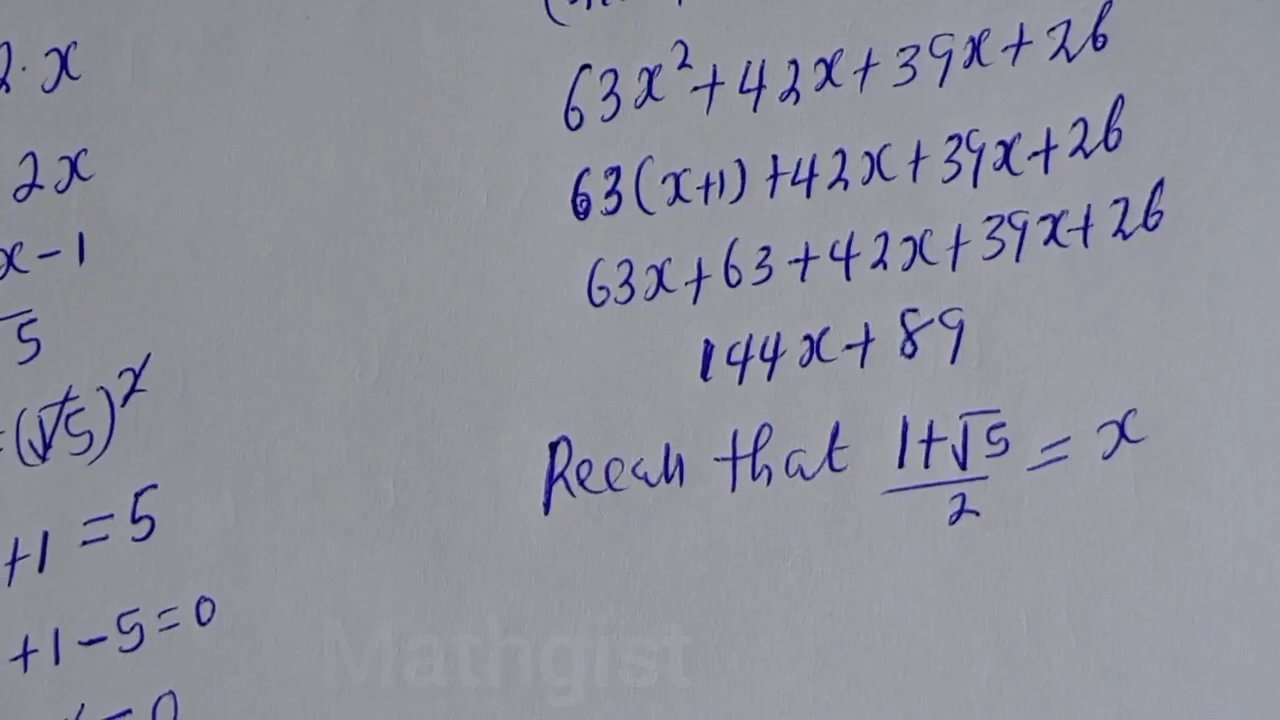 2·x
2x
x-1
5
=(√5)²
+1=5
+1-5=0
=0
63x²+42x+39x+26
63(x+1)+42x+39x+26
63x+63+42x+39x+26
144x+89
Recall that 1+√5/2 = x
Mathgist